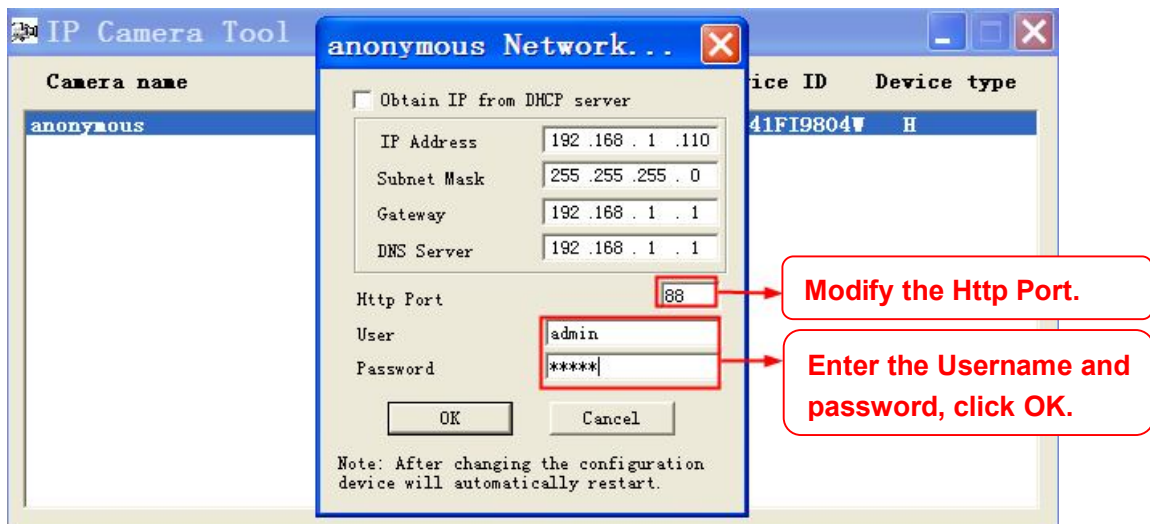 IP Camera Tool
anonymous Network...
Camera name
ice ID Device type
anonymous
41FI9804W H
Obtain IP from DHCP server
IP Address 192 .168 . 1 .110
Subnet Mask 255 .255 .255 . 0
Gateway 192 .168 . 1 . 1
DNS Server 192 .168 . 1 . 1
Http Port 88
Modify the Http Port.
User admin
Password *****
Enter the Username and
password, click OK.
OK Cancel
Note: After changing the configuration
device will automatically restart.